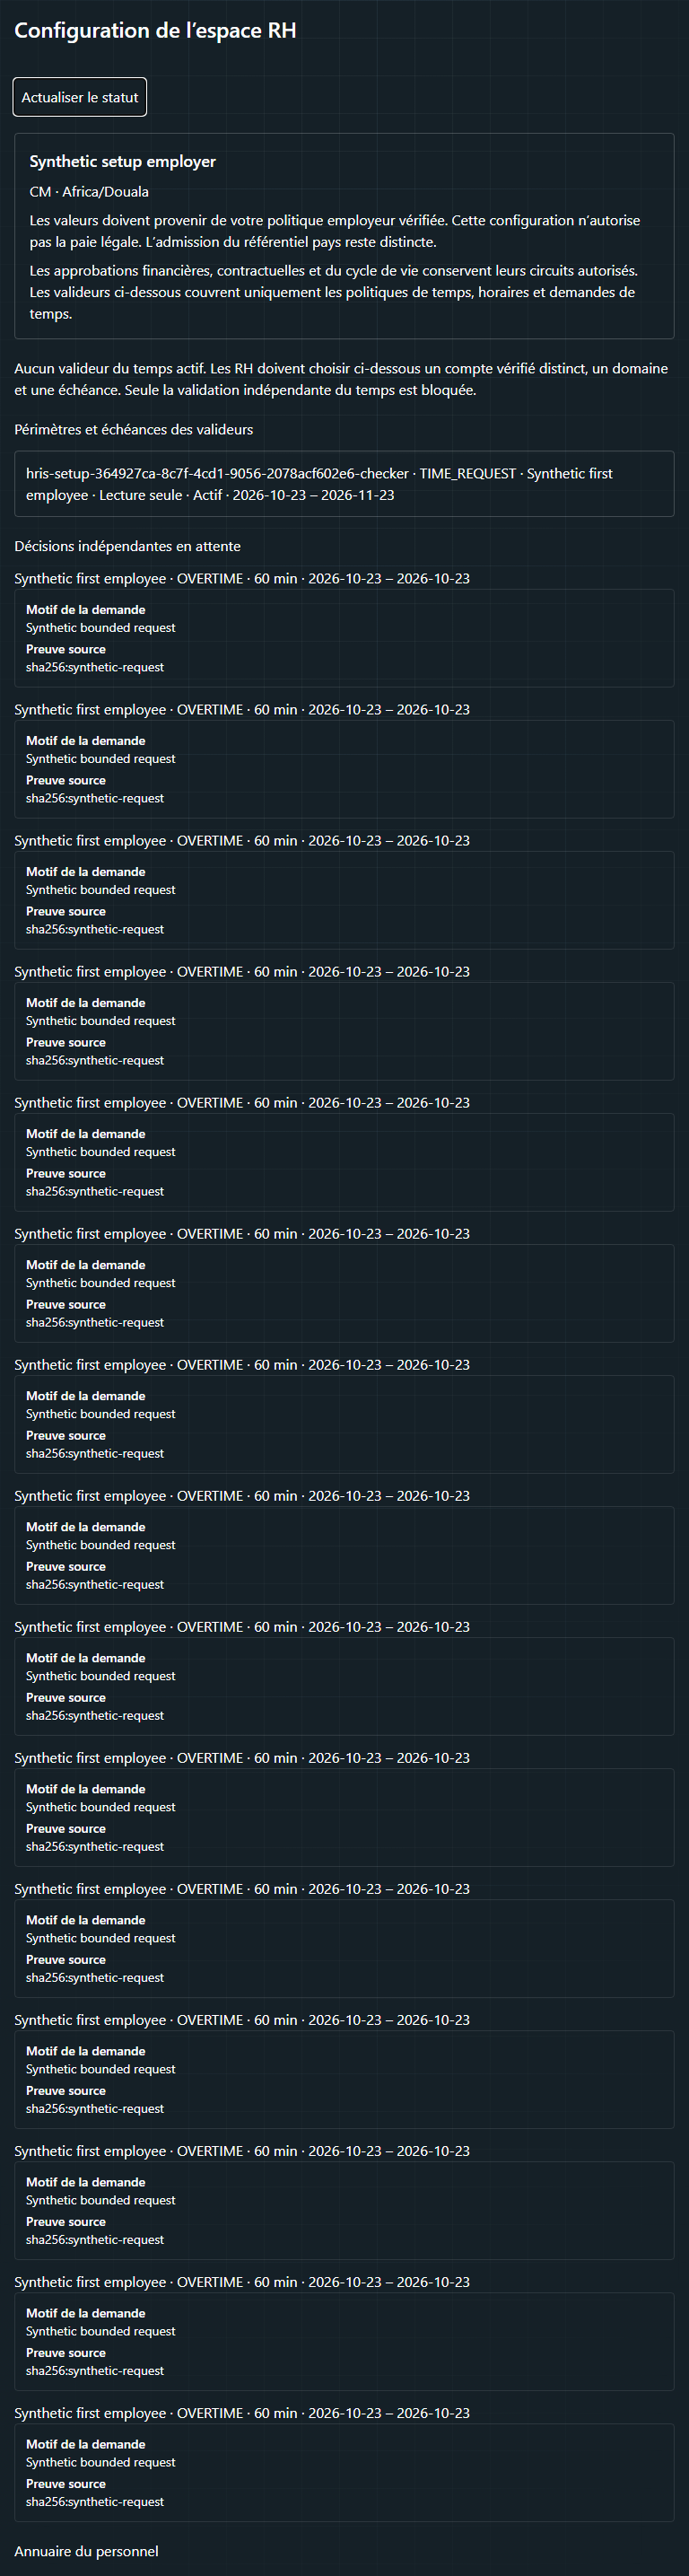 Configuration de l’espace RH
Actualiser le statut
Synthetic setup employer
CM · Africa/Douala
Les valeurs doivent provenir de votre politique employeur vérifiée. Cette configuration n’autorise
pas la paie légale. L’admission du référentiel pays reste distincte.
Les approbations financières, contractuelles et du cycle de vie conservent leurs circuits autorisés.
Les valideurs ci-dessous couvrent uniquement les politiques de temps, horaires et demandes de
temps.
Aucun valideur du temps actif. Les RH doivent choisir ci-dessous un compte vérifié distinct, un domaine
et une échéance. Seule la validation indépendante du temps est bloquée.
Périmètres et échéances des valideurs
hris-setup-364927ca-8c7f-4cd1-9056-2078acf602e6-checker · TIME_REQUEST · Synthetic first
employee · Lecture seule · Actif · 2026-10-23 – 2026-11-23
Décisions indépendantes en attente
Synthetic first employee · OVERTIME · 60 min · 2026-10-23 – 2026-10-23
Motif de la demande
Synthetic bounded request
Preuve source
sha256:synthetic-request
Synthetic first employee · OVERTIME · 60 min · 2026-10-23 – 2026-10-23
Motif de la demande
Synthetic bounded request
Preuve source
sha256:synthetic-request
Synthetic first employee · OVERTIME · 60 min · 2026-10-23 – 2026-10-23
Motif de la demande
Synthetic bounded request
Preuve source
sha256:synthetic-request
Synthetic first employee · OVERTIME · 60 min · 2026-10-23 – 2026-10-23
Motif de la demande
Synthetic bounded request
Preuve source
sha256:synthetic-request
Synthetic first employee · OVERTIME · 60 min · 2026-10-23 – 2026-10-23
Motif de la demande
Synthetic bounded request
Preuve source
sha256:synthetic-request
Synthetic first employee · OVERTIME · 60 min · 2026-10-23 – 2026-10-23
Motif de la demande
Synthetic bounded request
Preuve source
sha256:synthetic-request
Synthetic first employee · OVERTIME · 60 min · 2026-10-23 – 2026-10-23
Motif de la demande
Synthetic bounded request
Preuve source
sha256:synthetic-request
Synthetic first employee · OVERTIME · 60 min · 2026-10-23 – 2026-10-23
Motif de la demande
Synthetic bounded request
Preuve source
sha256:synthetic-request
Synthetic first employee · OVERTIME · 60 min · 2026-10-23 – 2026-10-23
Motif de la demande
Synthetic bounded request
Preuve source
sha256:synthetic-request
Synthetic first employee · OVERTIME · 60 min · 2026-10-23 – 2026-10-23
Motif de la demande
Synthetic bounded request
Preuve source
sha256:synthetic-request
Synthetic first employee · OVERTIME · 60 min · 2026-10-23 – 2026-10-23
Motif de la demande
Synthetic bounded request
Preuve source
sha256:synthetic-request
Synthetic first employee · OVERTIME · 60 min · 2026-10-23 – 2026-10-23
Motif de la demande
Synthetic bounded request
Preuve source
sha256:synthetic-request
Synthetic first employee · OVERTIME · 60 min · 2026-10-23 – 2026-10-23
Motif de la demande
Synthetic bounded request
Preuve source
sha256:synthetic-request
Synthetic first employee · OVERTIME · 60 min · 2026-10-23 – 2026-10-23
Motif de la demande
Synthetic bounded request
Preuve source
sha256:synthetic-request
Synthetic first employee · OVERTIME · 60 min · 2026-10-23 – 2026-10-23
Motif de la demande
Synthetic bounded request
Preuve source
sha256:synthetic-request
Annuaire du personnel